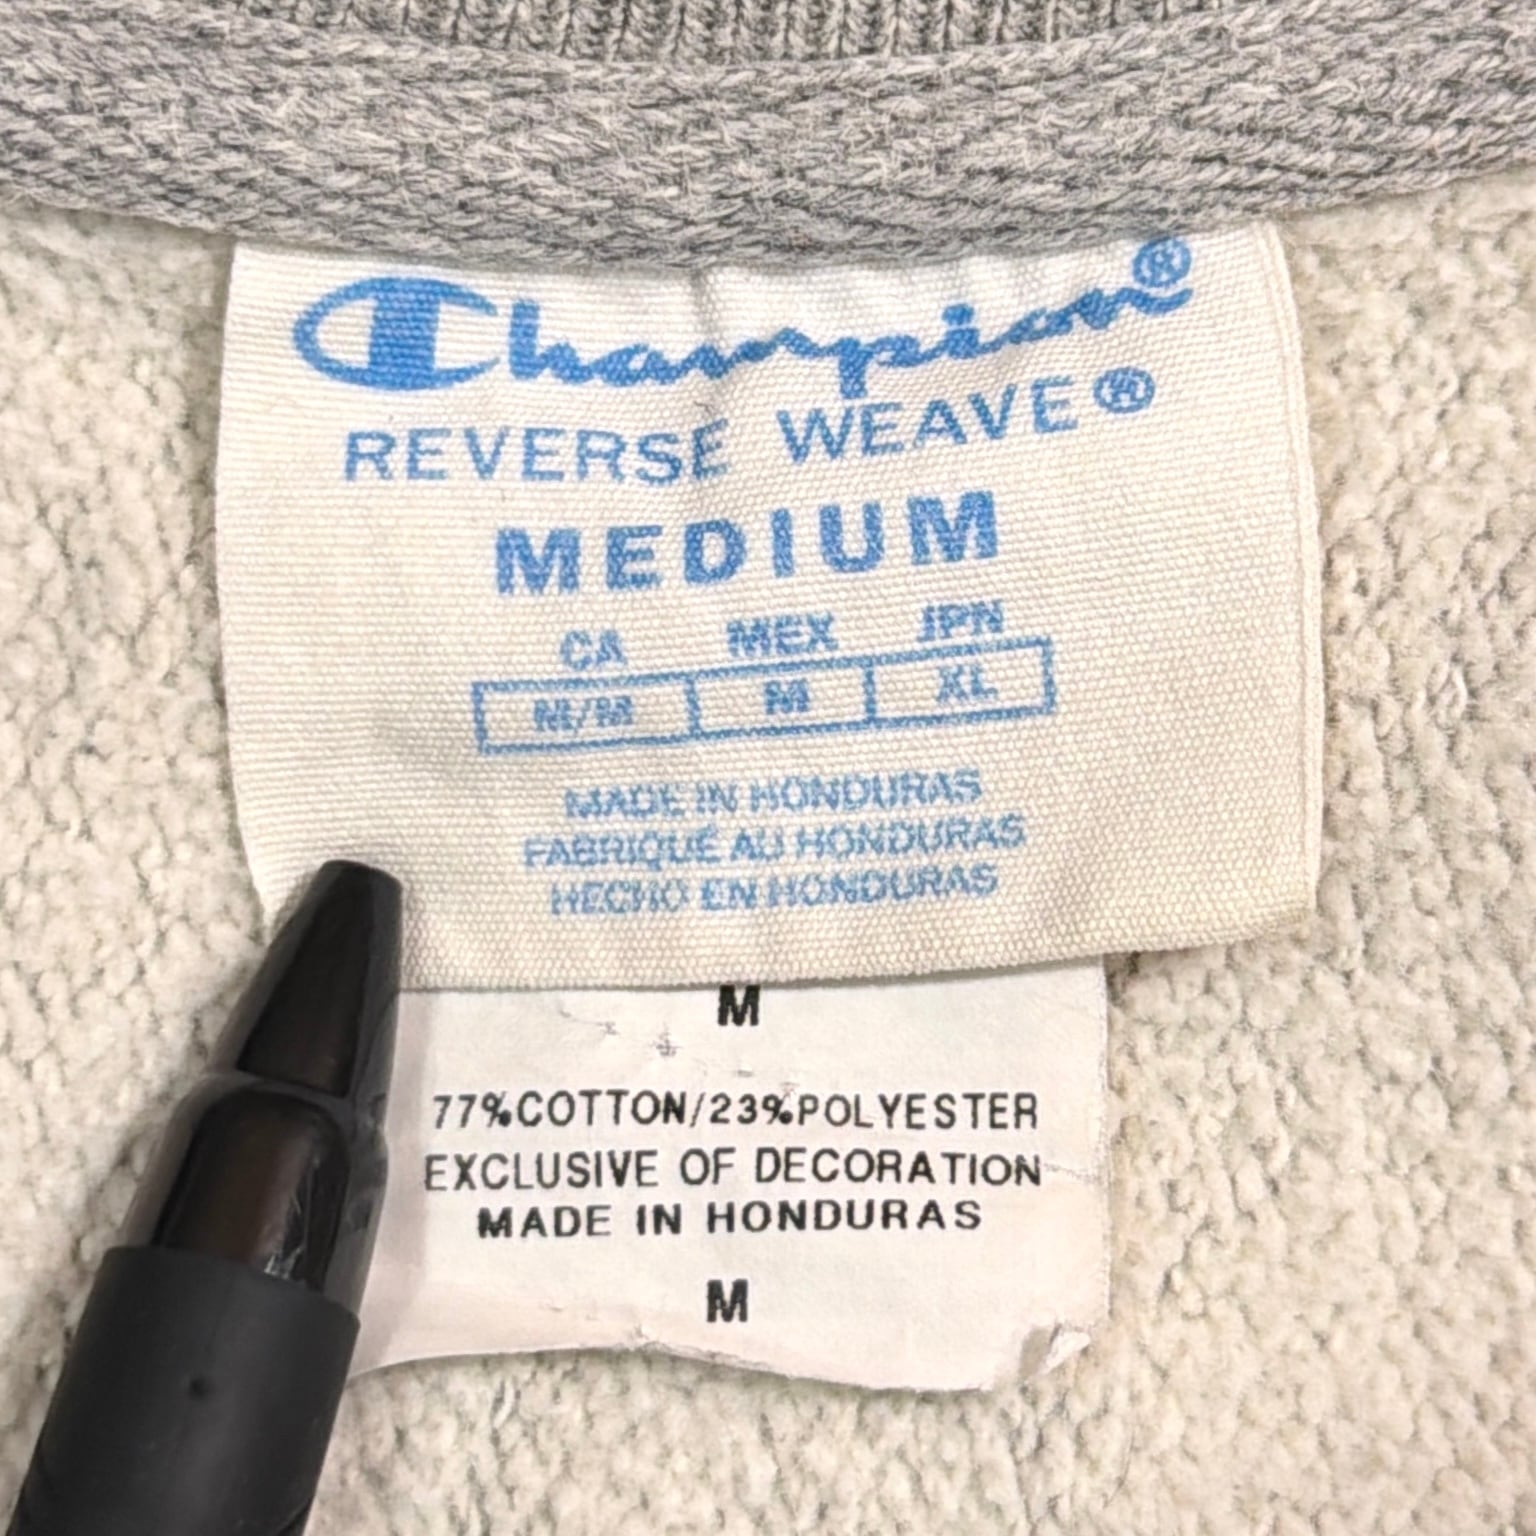 Champion®
REVERSE WEAVE®
MEDIUM
CA MEX JPN
M/M M XL
MADE IN HONDURAS
FABRIQUÉ AU HONDURAS
HECHO EN HONDURAS
M
77%COTTON/23%POLYESTER
EXCLUSIVE OF DECORATION
MADE IN HONDURAS
M